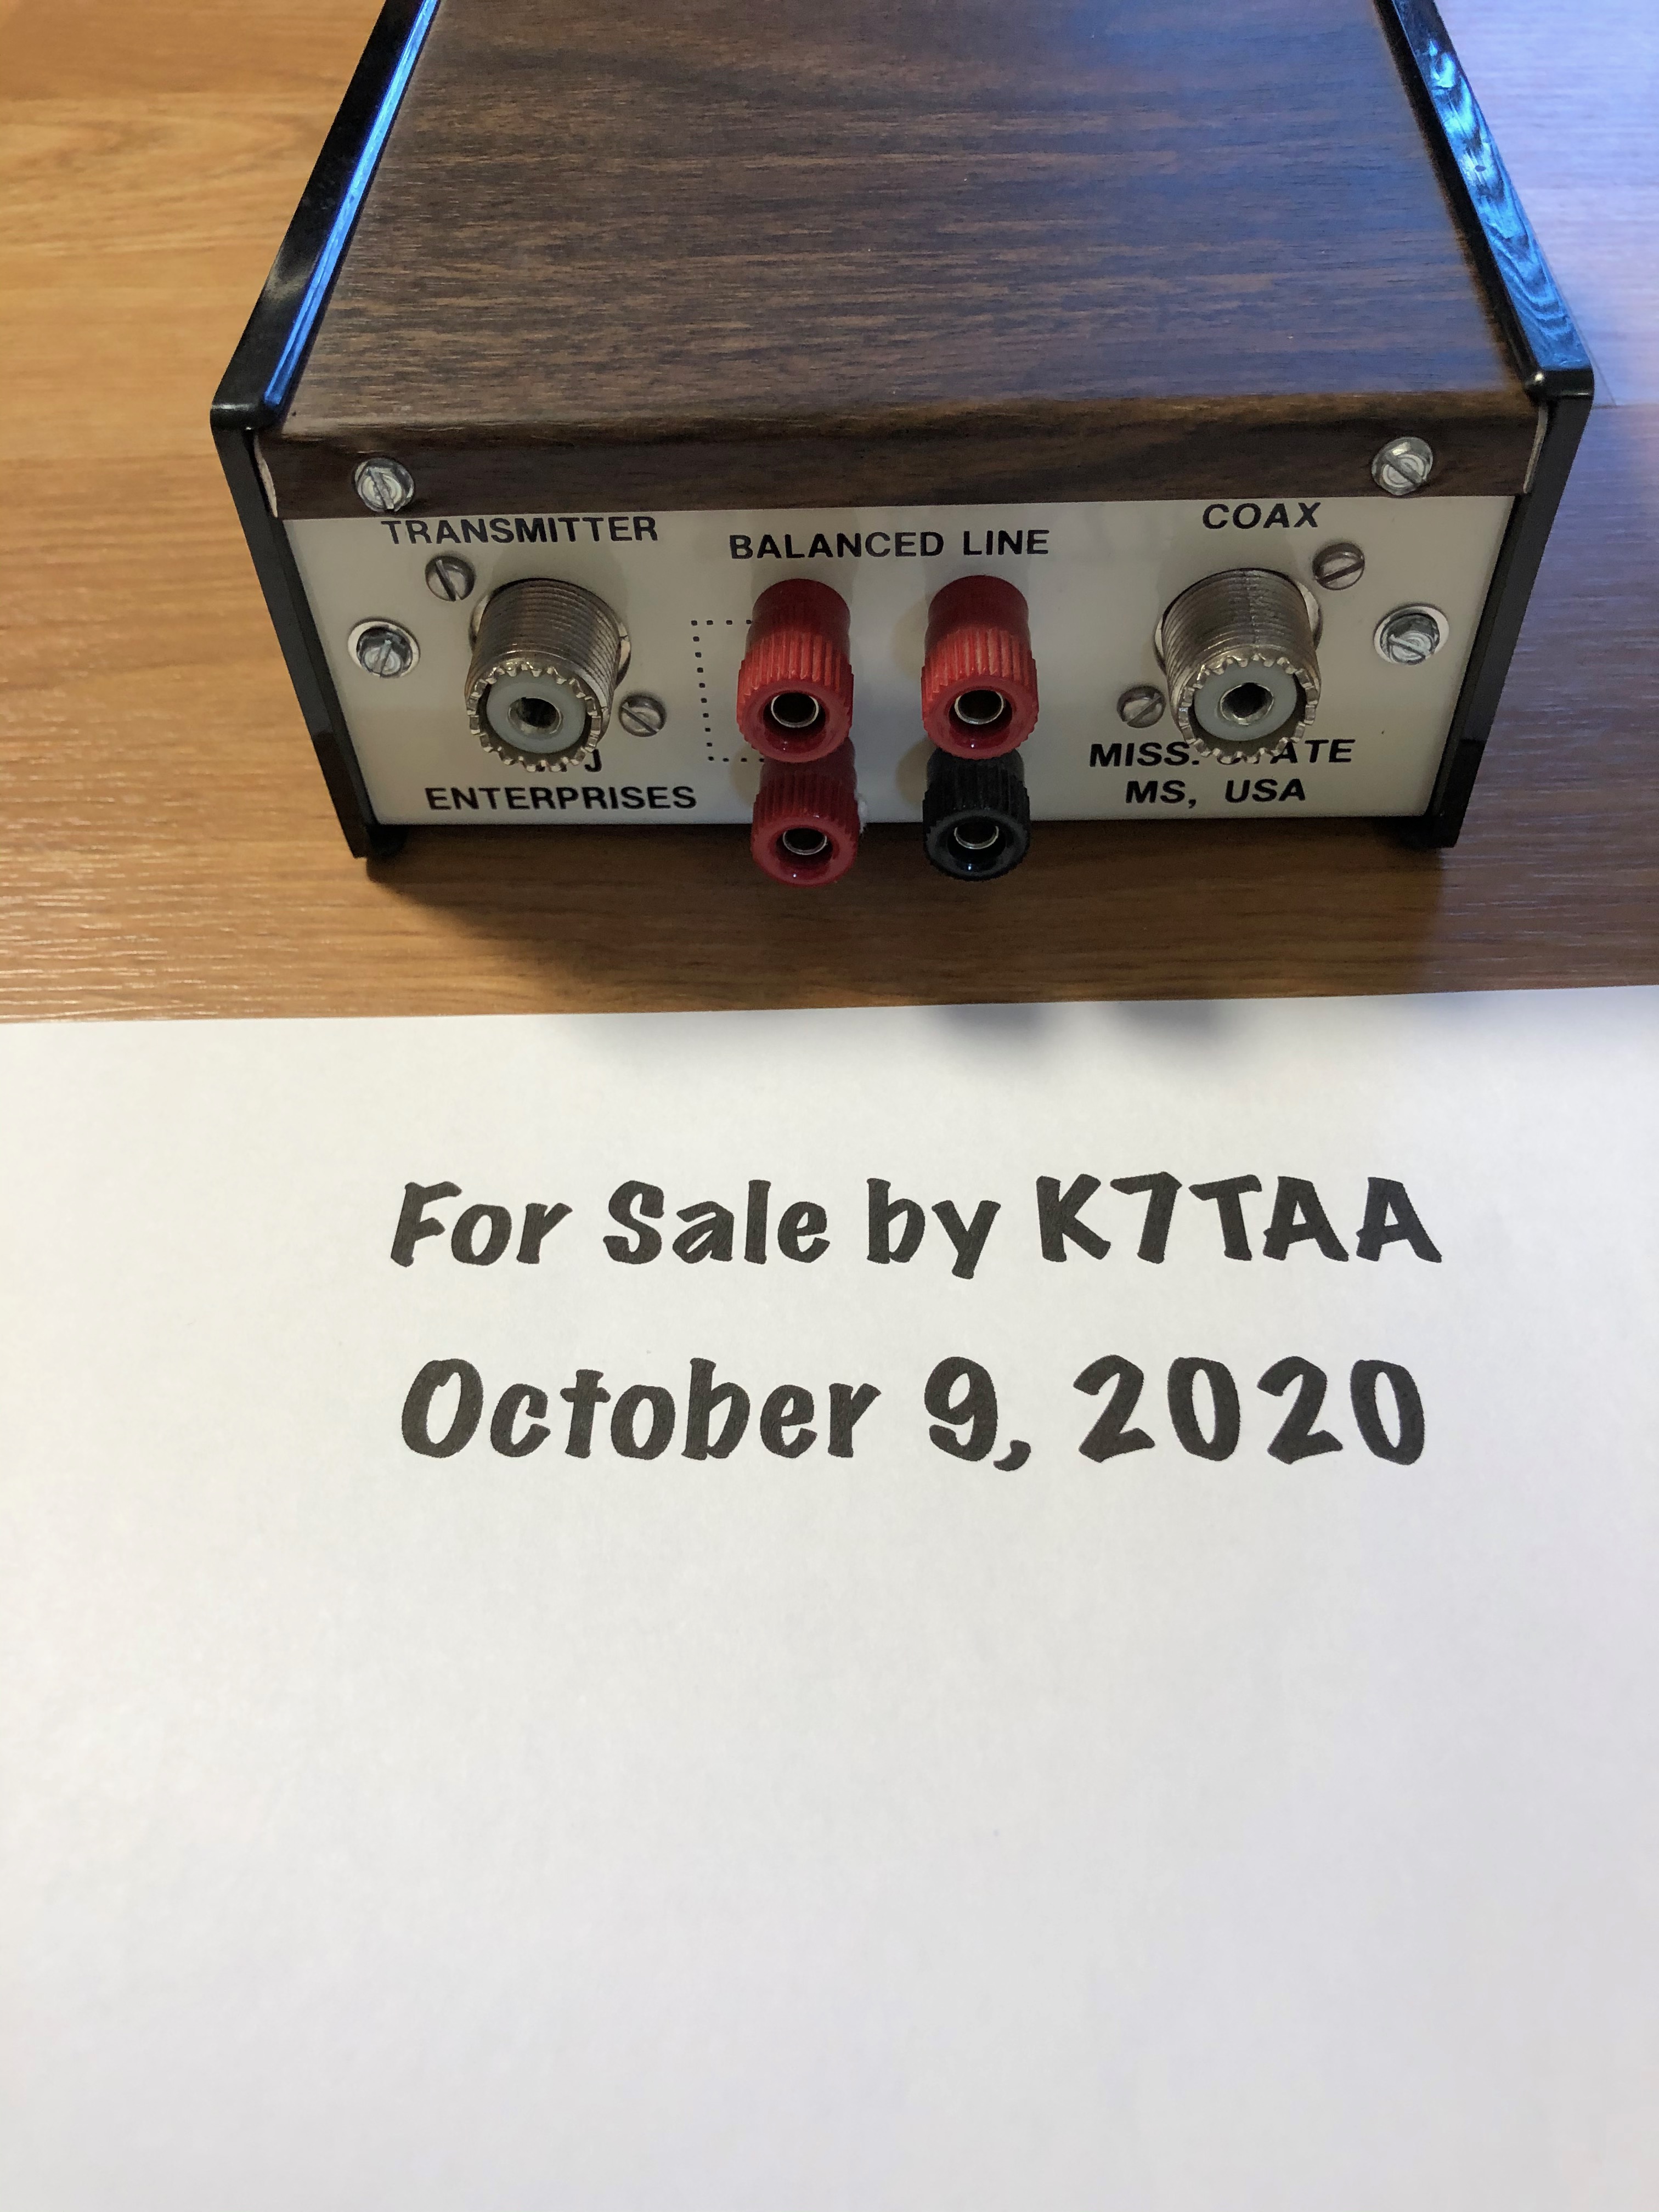 TRANSMITTER
BALANCED LINE
COAX
ENTERPRISES
MISS.
MS, USA
For Sale by K7TAA
October 9, 2020